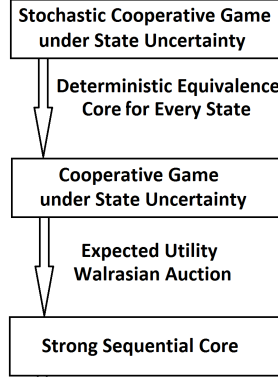 Stochastic Cooperative Game
under State Uncertainty
Deterministic Equivalence
Core for Every State
Cooperative Game
under State Uncertainty
Expected Utility
Walrasian Auction
Strong Sequential Core